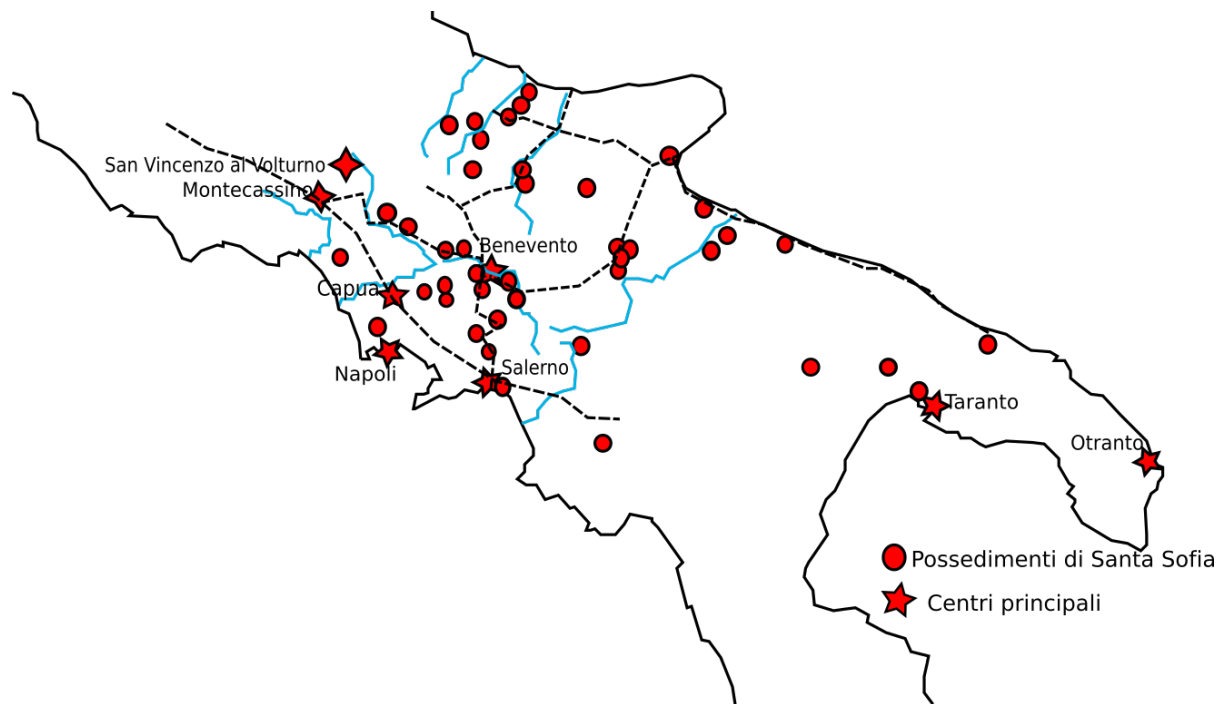 San Vincenzo al Volturno
Montecassino
Benevento
Capua
Napoli
Salerno
Taranto
Otranto
Possedimenti di Santa Sofia
Centri principali